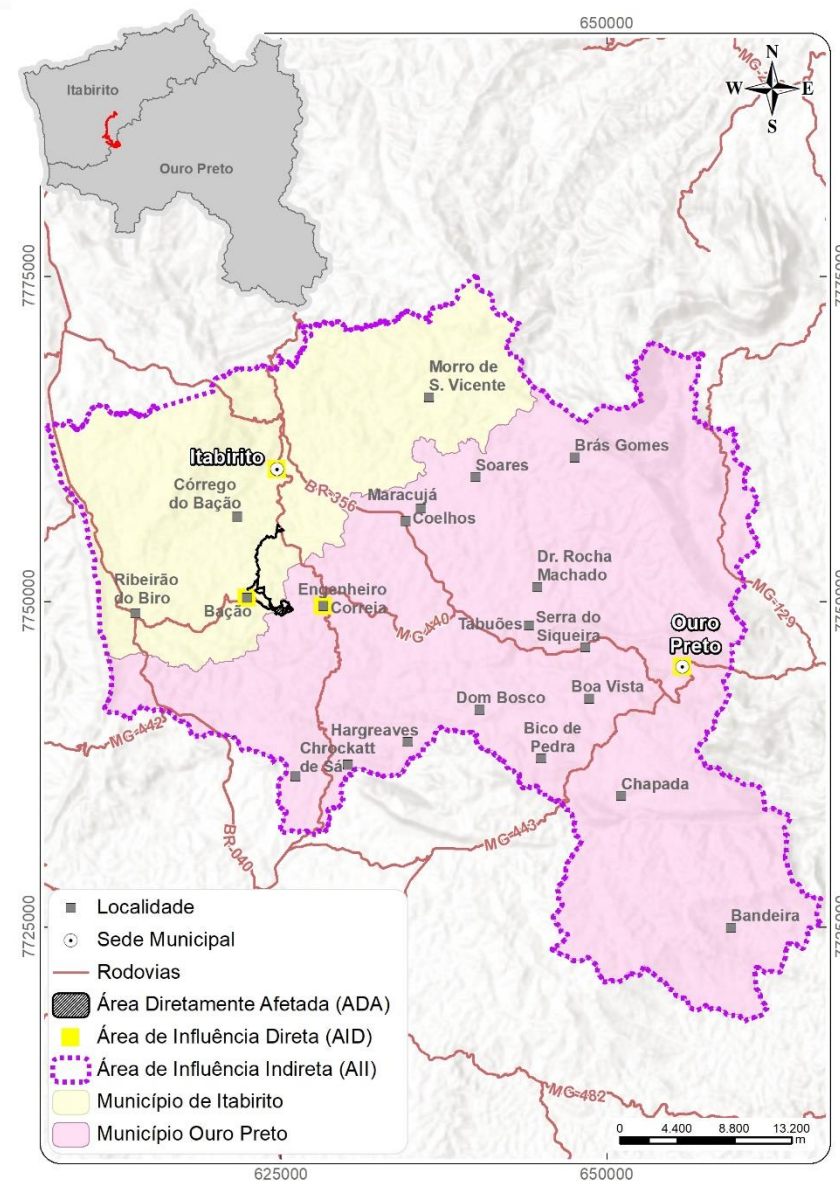 650000
Itabirito
Ouro Preto
N
W E
S
7775000
7775000
Morro de
S. Vicente
Brás Gomes
Itabirito
Soares
Córrego
do Bação
BR-356
Maracujá
Coelhos
Dr. Rocha
Machado
Ribeirão
do Biro
Bação
Engenheiro
Correia
7750000
7750000
MG-440
MG-129
Tabuões
Serra do
Siqueira
Ouro
Preto
Dom Bosco
Boa Vista
MG-442
Hargreaves
Chrockatt
de Sá
Bico de
Pedra
Chapada
BR-040
MG-443
Bandeira
7725000
7725000
Localidade
Sede Municipal
Rodovias
Área Diretamente Afetada (ADA)
Área de Influência Direta (AID)
Área de Influência Indireta (AII)
Município de Itabirito
Município Ouro Preto
MG-482
0 4.400 8.800 13.200
m
625000
650000